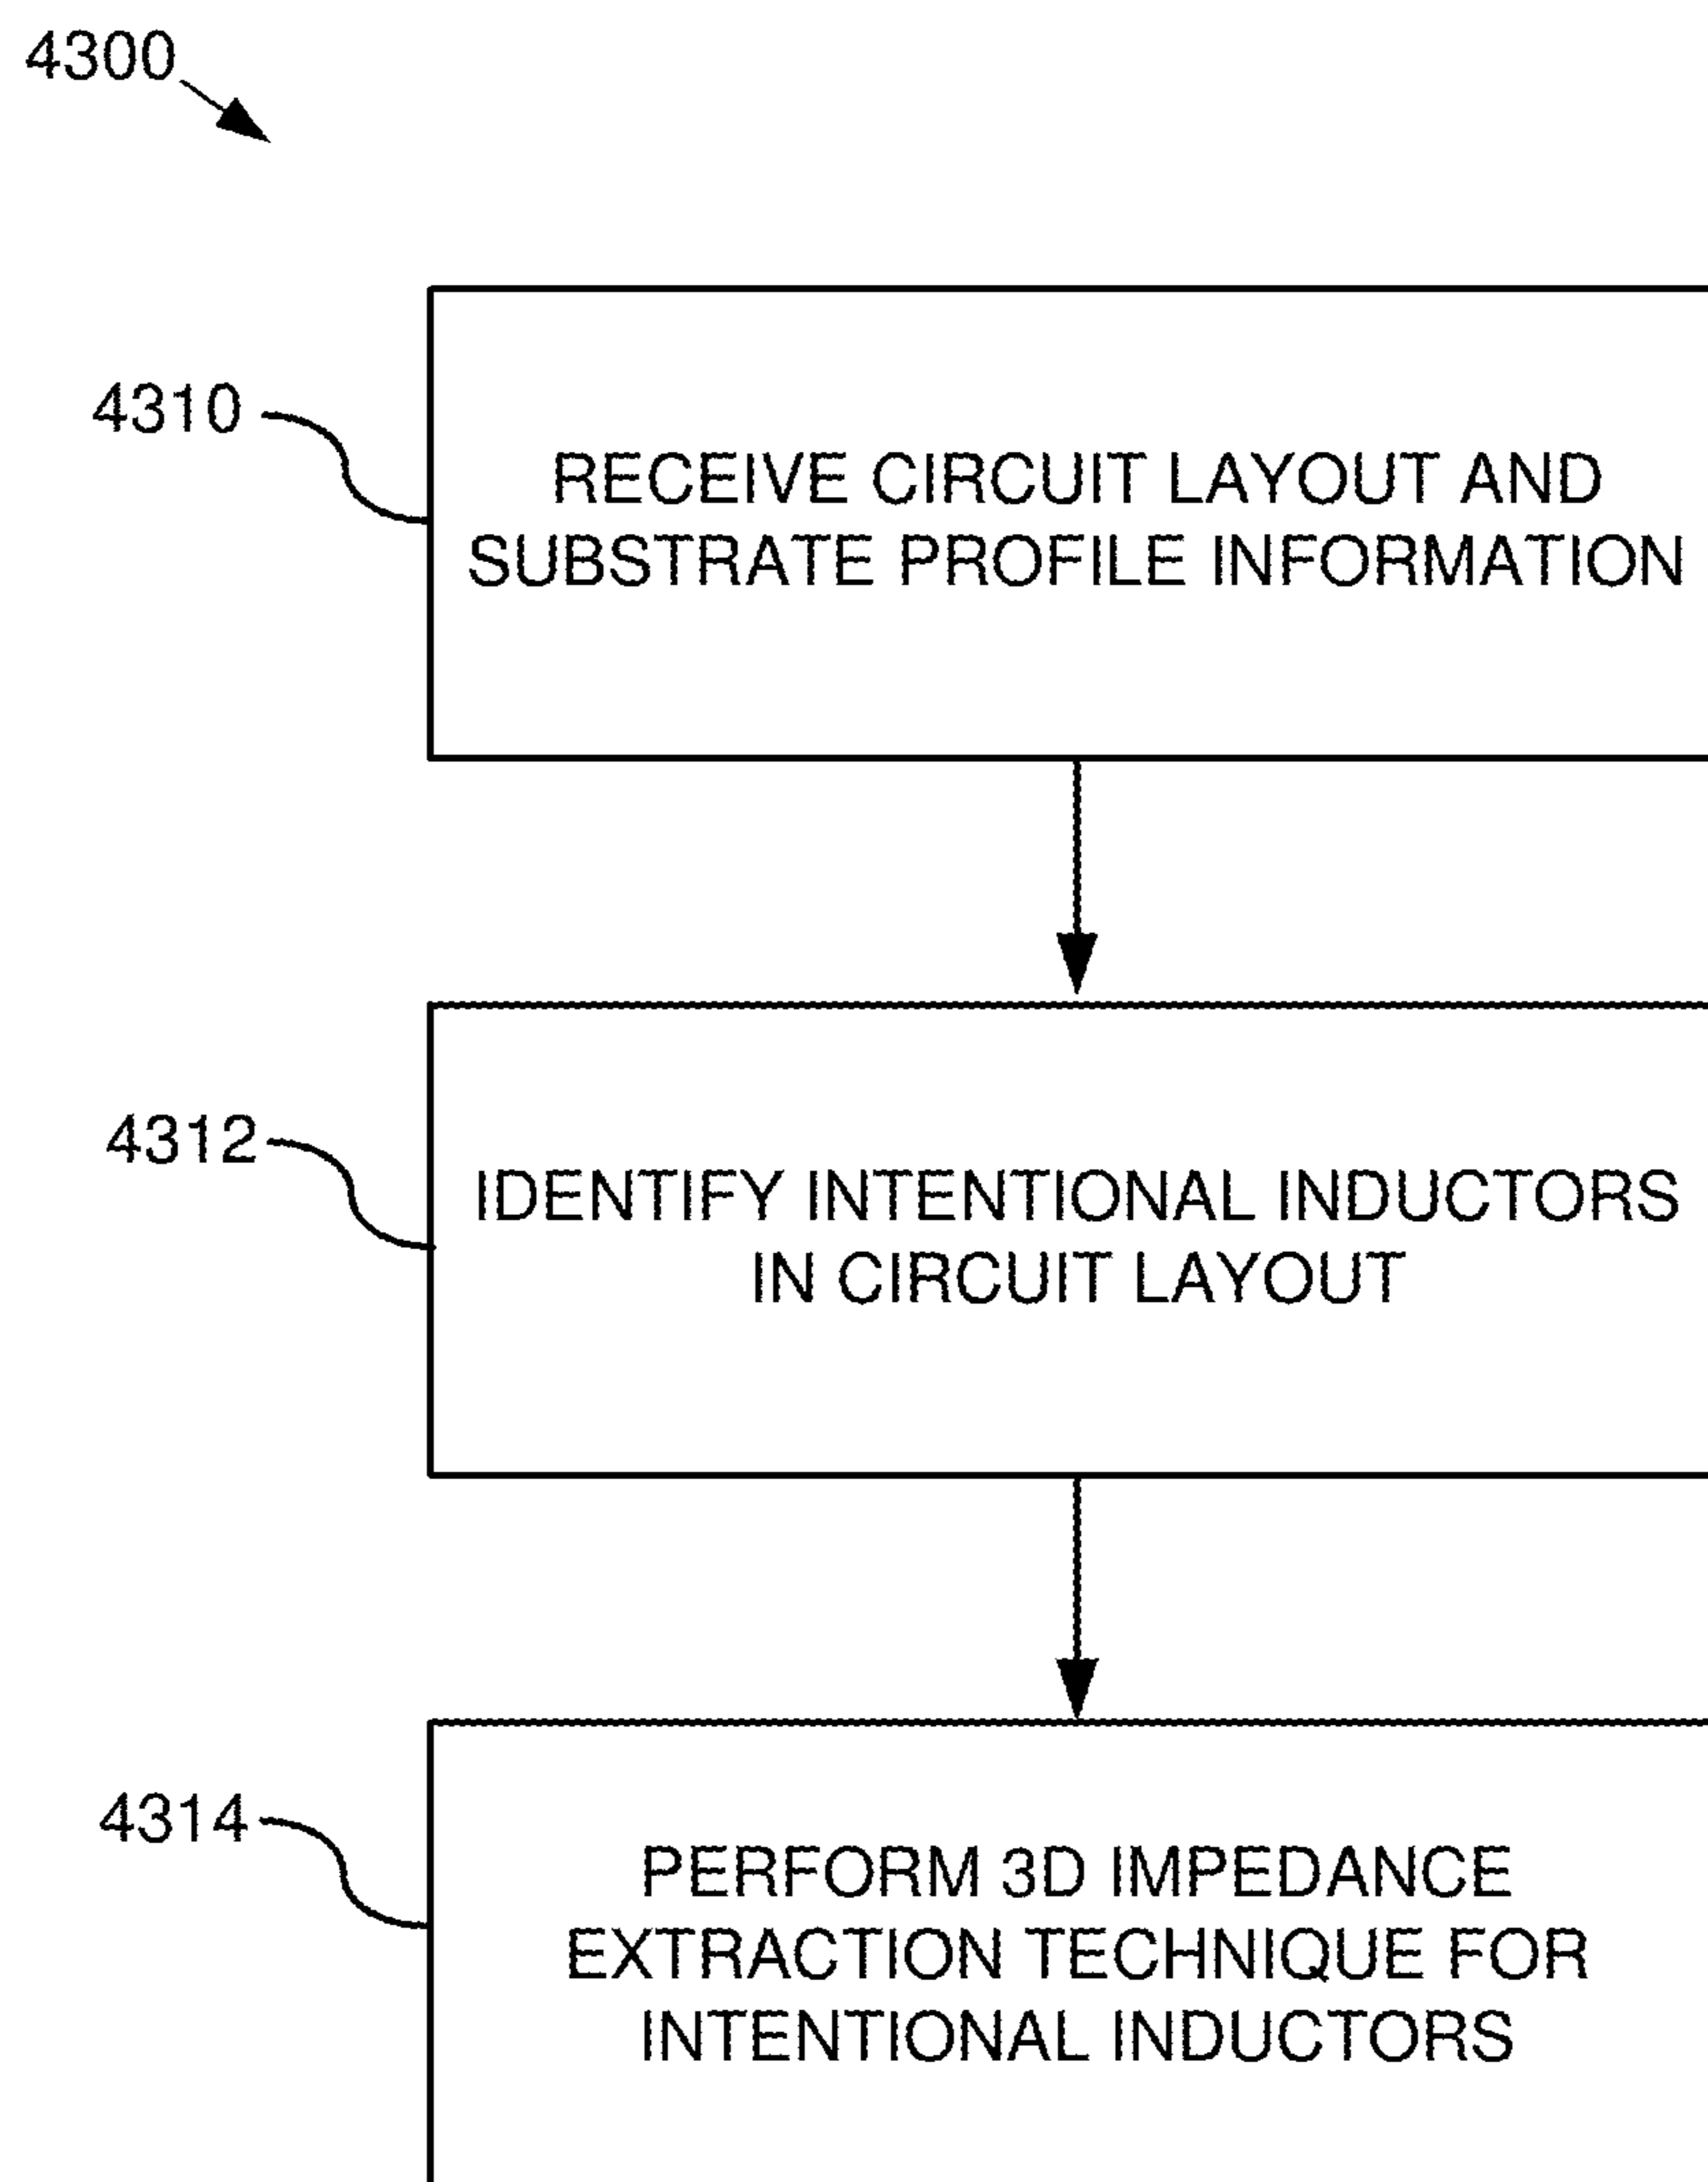 4300
4310
RECEIVE CIRCUIT LAYOUT AND
SUBSTRATE PROFILE INFORMATION
4312
IDENTIFY INTENTIONAL INDUCTORS
IN CIRCUIT LAYOUT
4314
PERFORM 3D IMPEDANCE
EXTRACTION TECHNIQUE FOR
INTENTIONAL INDUCTORS